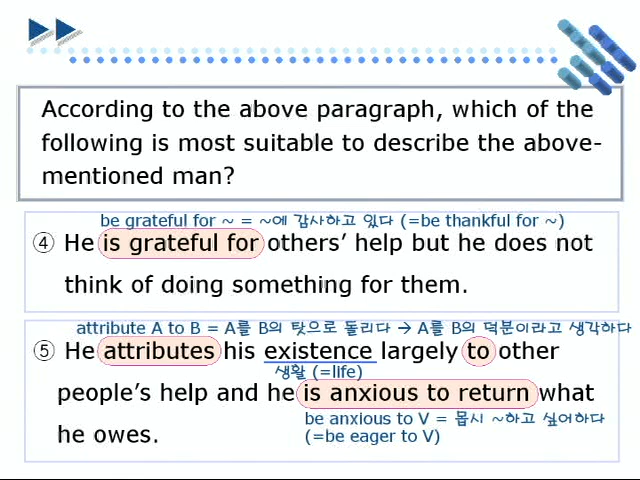 According to the above paragraph, which of the
following is most suitable to describe the above-
mentioned man?
be grateful for ~ = ~에 감사하고 있다 (=be thankful for ~)
④ He is grateful for others’ help but he does not
think of doing something for them.
attribute A to B = A를 B의 탓으로 돌리다 → A를 B의 덕분이라고 생각하다
⑤ He attributes his existence largely to other
생활 (=life)
people’s help and he is anxious to return what
be anxious to V = 몹시 ~하고 싶어하다
he owes.
(=be eager to V)